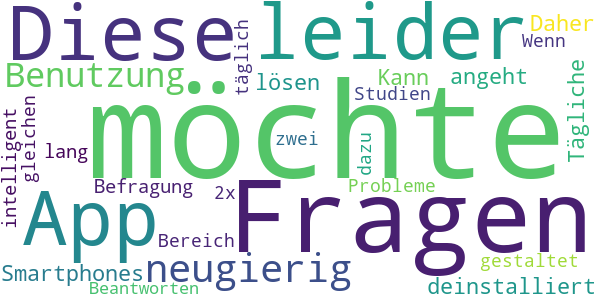 Diese
leider
Daher
Wenn
täglich
Benutzung
lösen
Kann
angeht
Studien
möchte
Tägliche
intelligent
gleichen
lang
zwei
dazu
Befragung
2x
Probleme
App
Fragen
Bereich
neugierig
gestaltet
Smartphones
Beantworten
deinstalliert